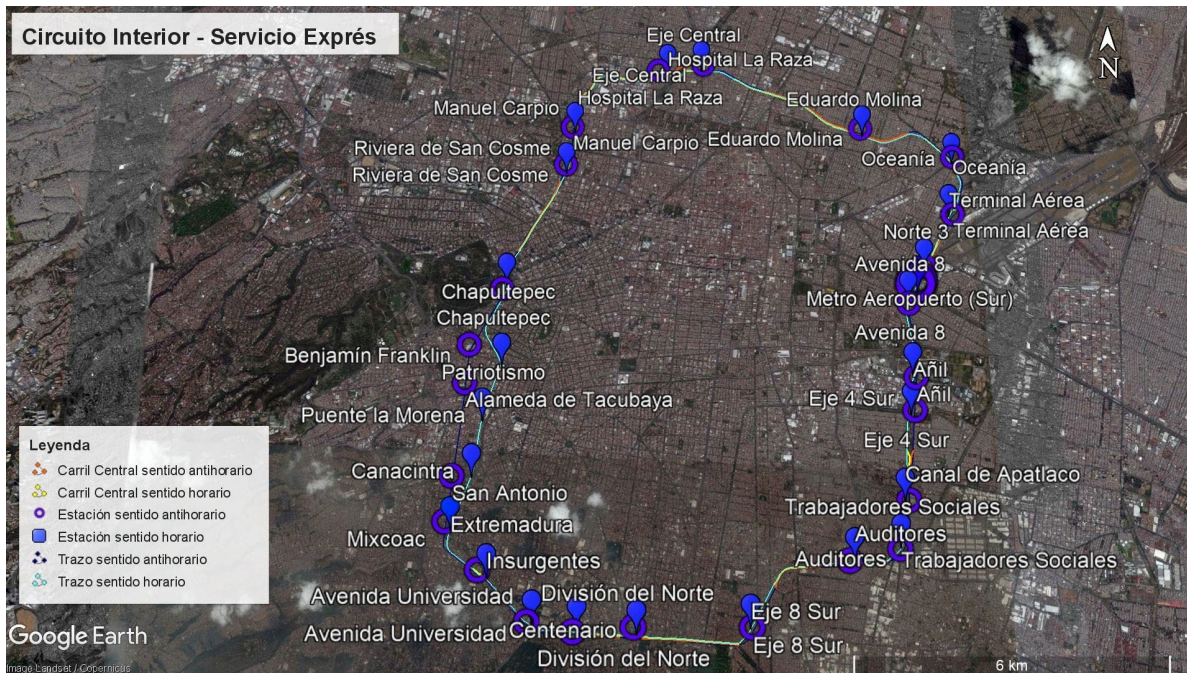 Circuito Interior - Servicio Exprés
Eje Central
N
Hospital La Raza
Eje Central
Hospital La Raza
Manuel Carpio
Eduardo Molina
Eduardo Molina
Manuel Carpio
Riviera de San Cosme
Oceanía
Oceanía
Riviera de San Cosme
Terminal Aérea
Norte 3
Terminal Aérea
Avenida 8
Chapultepec
Metro Aeropuerto (Sur)
Chapultepec
Avenida 8
Benjamín Franklin
Patriotismo
Añil
Alameda de Tacubaya
Eje 4 Sur
Añil
Puente la Morena
Eje 4 Sur
Leyenda
Carril Central sentido antihorario
Carril Central sentido horario
Estación sentido antihorario
Estación sentido horario
Trazo sentido antihorario
Trazo sentido horario
Canacintra
Canal de Apatlaco
San Antonio
Trabajadores Sociales
Extremadura
Mixcoac
Auditores
Insurgentes
Auditores
Trabajadores Sociales
Avenida Universidad
División del Norte
Eje 8 Sur
Avenida Universidad
Centenario
Eje 8 Sur
División del Norte
Google Earth
Image Landsat / Copernicus
6 km